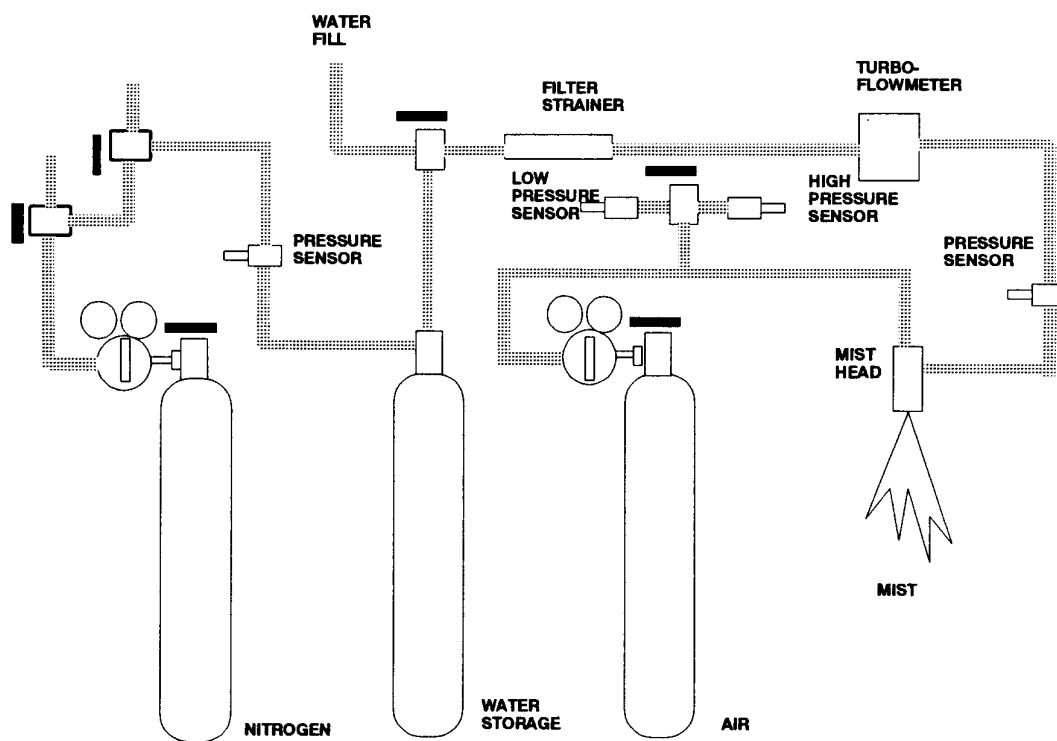 WATER
FILL
TURBO-
FLOWMETER
FILTER
STRAINER
LOW
PRESSURE
SENSOR
HIGH
PRESSURE
SENSOR
PRESSURE
SENSOR
PRESSURE
SENSOR
MIST
HEAD
MIST
NITROGEN
WATER
STORAGE
AIR